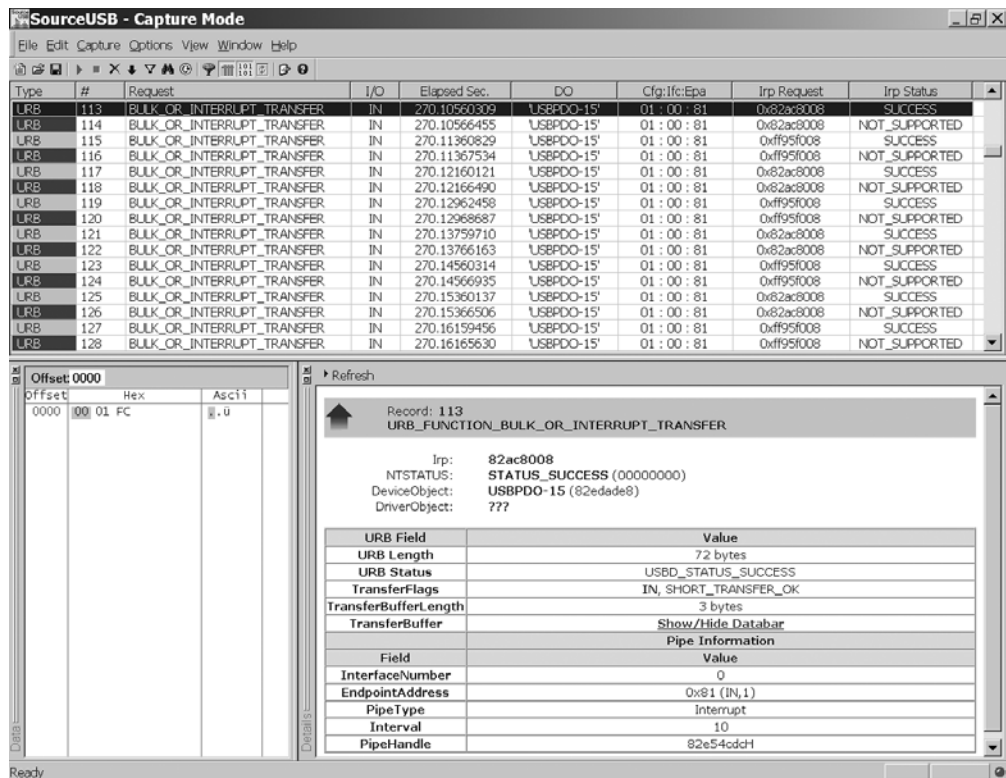 SourceUSB - Capture Mode
File Edit Capture Options View Window Help
Type # Request I/O Elapsed Sec. DO Cfg:Ifc:Epa Irp Request Irp Status
URB 113 BULK_OR_INTERRUPT_TRANSFER IN 270.10560309 'USBPDO-15' 01 : 00 : 81 0x82ac8008 SUCCESS
URB 114 BULK_OR_INTERRUPT_TRANSFER IN 270.10566455 'USBPDO-15' 01 : 00 : 81 0x82ac8008 NOT_SUPPORTED
URB 115 BULK_OR_INTERRUPT_TRANSFER IN 270.11360829 'USBPDO-15' 01 : 00 : 81 0xff95f008 SUCCESS
URB 116 BULK_OR_INTERRUPT_TRANSFER IN 270.11367534 'USBPDO-15' 01 : 00 : 81 0xff95f008 NOT_SUPPORTED
URB 117 BULK_OR_INTERRUPT_TRANSFER IN 270.12160121 'USBPDO-15' 01 : 00 : 81 0x82ac8008 SUCCESS
URB 118 BULK_OR_INTERRUPT_TRANSFER IN 270.12166490 'USBPDO-15' 01 : 00 : 81 0x82ac8008 NOT_SUPPORTED
URB 119 BULK_OR_INTERRUPT_TRANSFER IN 270.12962458 'USBPDO-15' 01 : 00 : 81 0xff95f008 SUCCESS
URB 120 BULK_OR_INTERRUPT_TRANSFER IN 270.12968687 'USBPDO-15' 01 : 00 : 81 0xff95f008 NOT_SUPPORTED
URB 121 BULK_OR_INTERRUPT_TRANSFER IN 270.13759710 'USBPDO-15' 01 : 00 : 81 0x82ac8008 SUCCESS
URB 122 BULK_OR_INTERRUPT_TRANSFER IN 270.13766163 'USBPDO-15' 01 : 00 : 81 0x82ac8008 NOT_SUPPORTED
URB 123 BULK_OR_INTERRUPT_TRANSFER IN 270.14560314 'USBPDO-15' 01 : 00 : 81 0xff95f008 SUCCESS
URB 124 BULK_OR_INTERRUPT_TRANSFER IN 270.14566935 'USBPDO-15' 01 : 00 : 81 0xff95f008 NOT_SUPPORTED
URB 125 BULK_OR_INTERRUPT_TRANSFER IN 270.15360137 'USBPDO-15' 01 : 00 : 81 0x82ac8008 SUCCESS
URB 126 BULK_OR_INTERRUPT_TRANSFER IN 270.15366506 'USBPDO-15' 01 : 00 : 81 0x82ac8008 NOT_SUPPORTED
URB 127 BULK_OR_INTERRUPT_TRANSFER IN 270.16159456 'USBPDO-15' 01 : 00 : 81 0xff95f008 SUCCESS
URB 128 BULK_OR_INTERRUPT_TRANSFER IN 270.16165630 'USBPDO-15' 01 : 00 : 81 0xff95f008 NOT_SUPPORTED
Offset: 0000
Offset Hex Ascii
0000 00 01 FC ..ü
Data
Refresh
Record: 113
URB_FUNCTION_BULK_OR_INTERRUPT_TRANSFER
Irp: 82ac8008
NTSTATUS: STATUS_SUCCESS (00000000)
DeviceObject: USBPDO-15 (82edade8)
DriverObject: ???
URB Field Value
URB Length 72 bytes
URB Status USBD_STATUS_SUCCESS
TransferFlags IN, SHORT_TRANSFER_OK
TransferBufferLength 3 bytes
TransferBuffer Show/Hide Databar
Pipe Information
Field Value
InterfaceNumber 0
EndpointAddress 0x81 (IN,1)
PipeType Interrupt
Interval 10
PipeHandle 82e54cdcH
Details
Ready